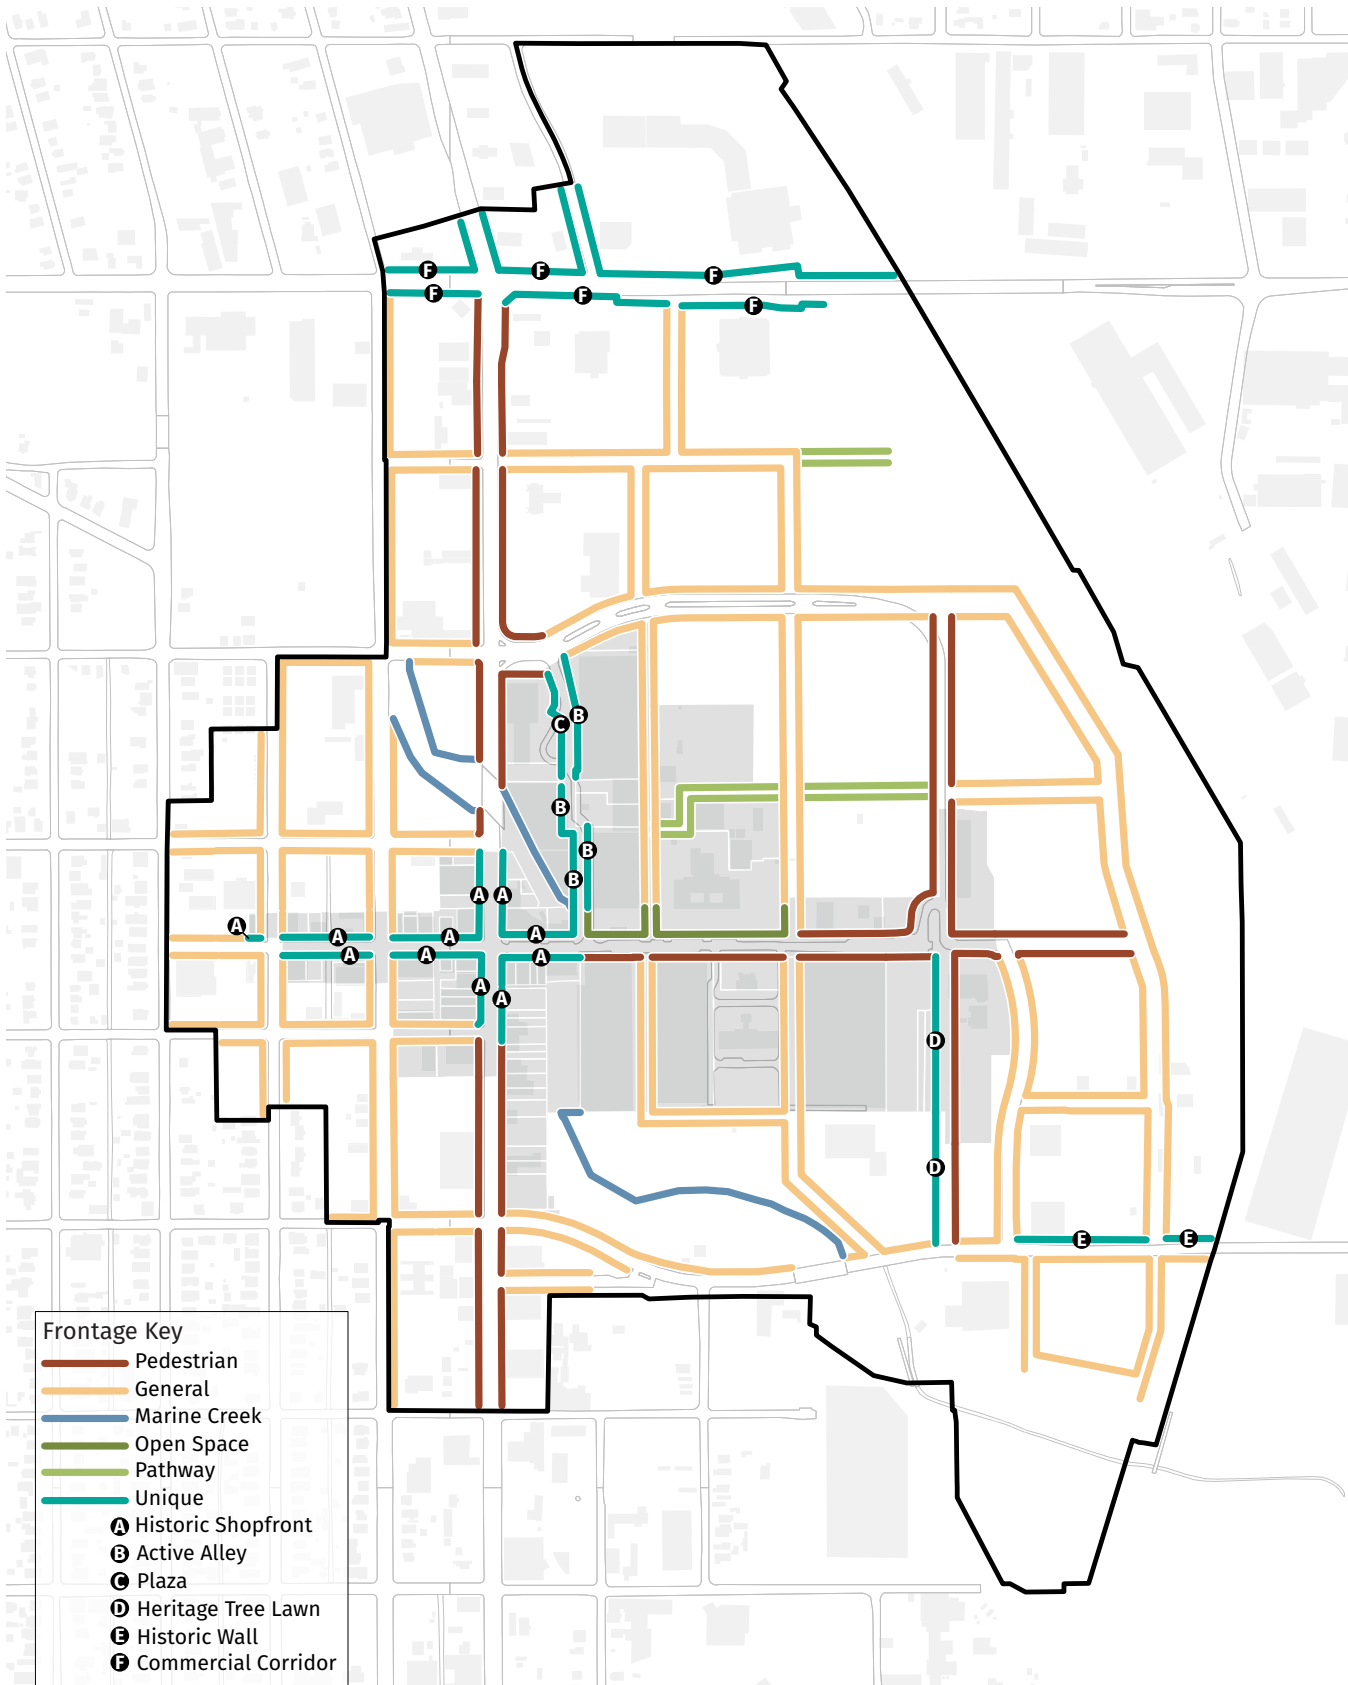 F
F
F
F
F
F
B
C
B
B
B
A
A
A
A
A
A
A
A
A
A
A
D
D
E
E
Frontage Key
Pedestrian
General
Marine Creek
Open Space
Pathway
Unique
A Historic Shopfront
B Active Alley
C Plaza
D Heritage Tree Lawn
E Historic Wall
F Commercial Corridor